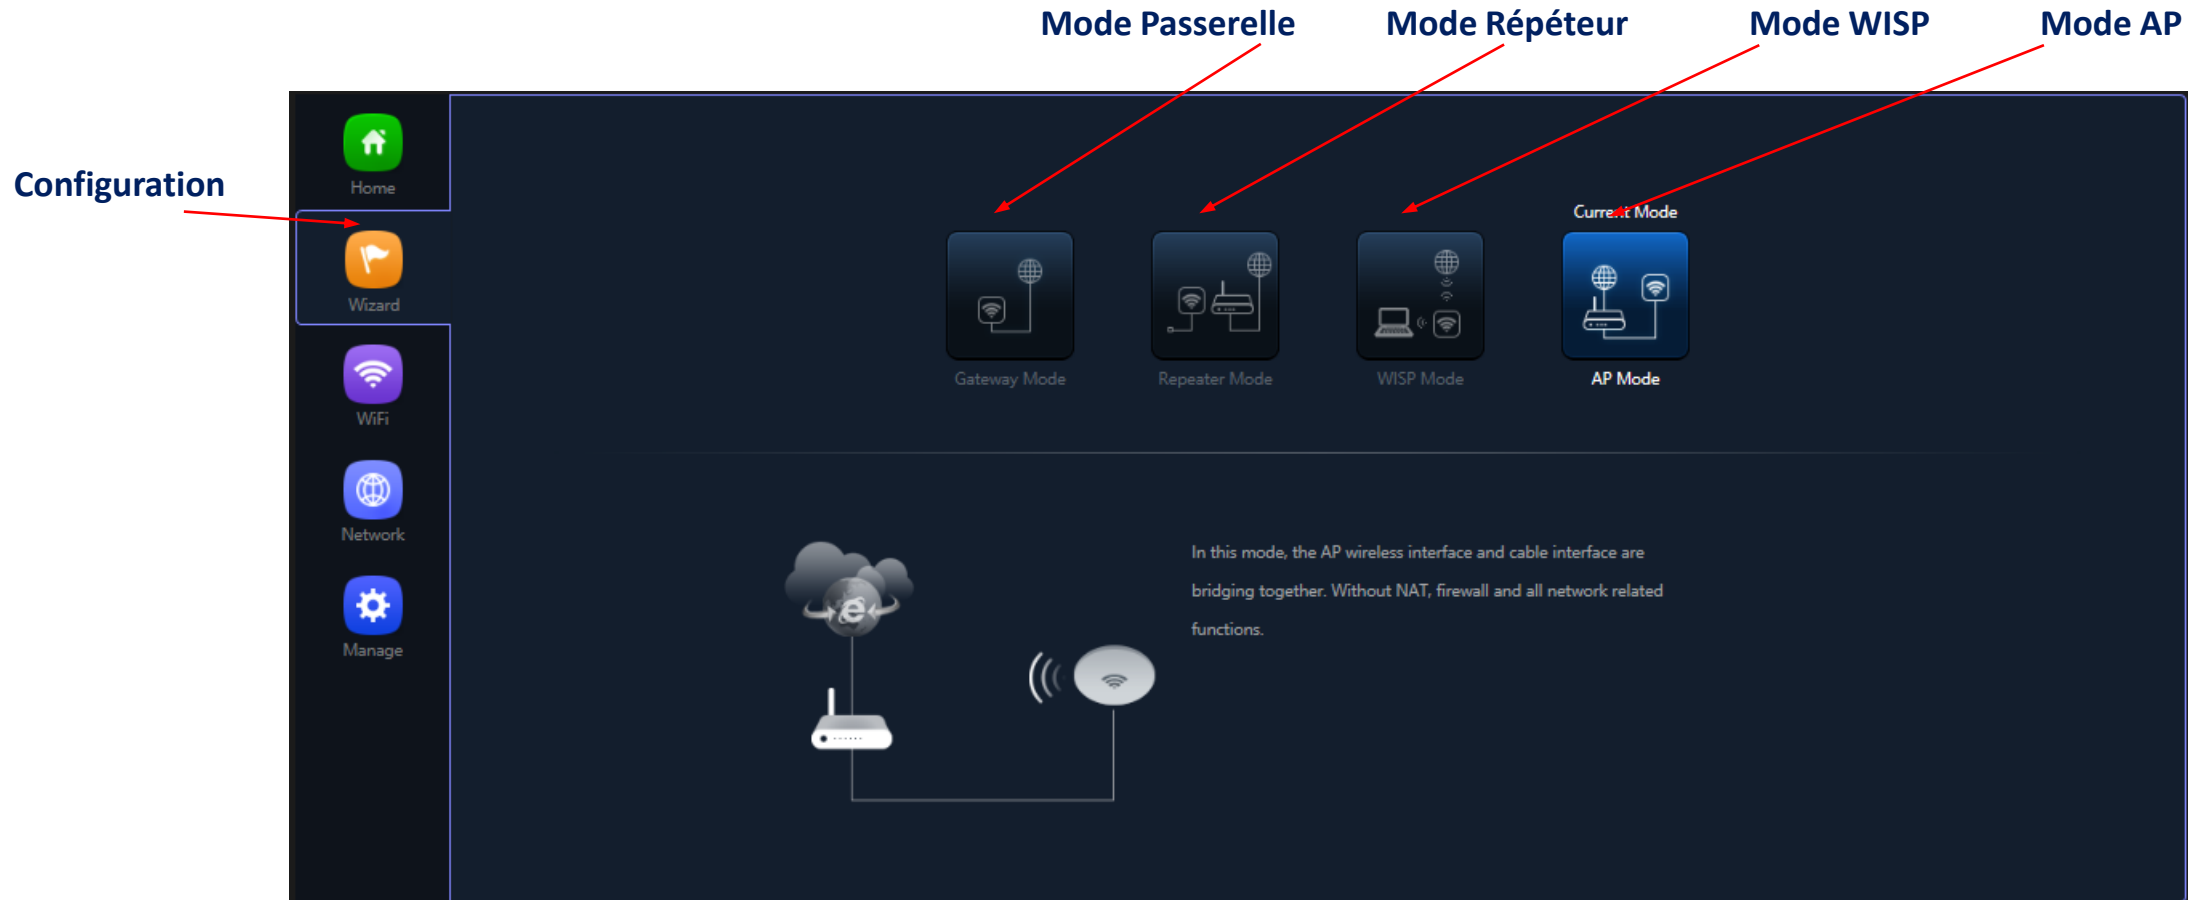 Mode Passerelle
Mode Répéteur
Mode WISP
Mode AP
Configuration
Home
Wizard
WiFi
Network
Manage
Current Mode
Gateway Mode
Repeater Mode
WISP Mode
AP Mode
In this mode, the AP wireless interface and cable interface are
bridging together. Without NAT, firewall and all network related
functions.